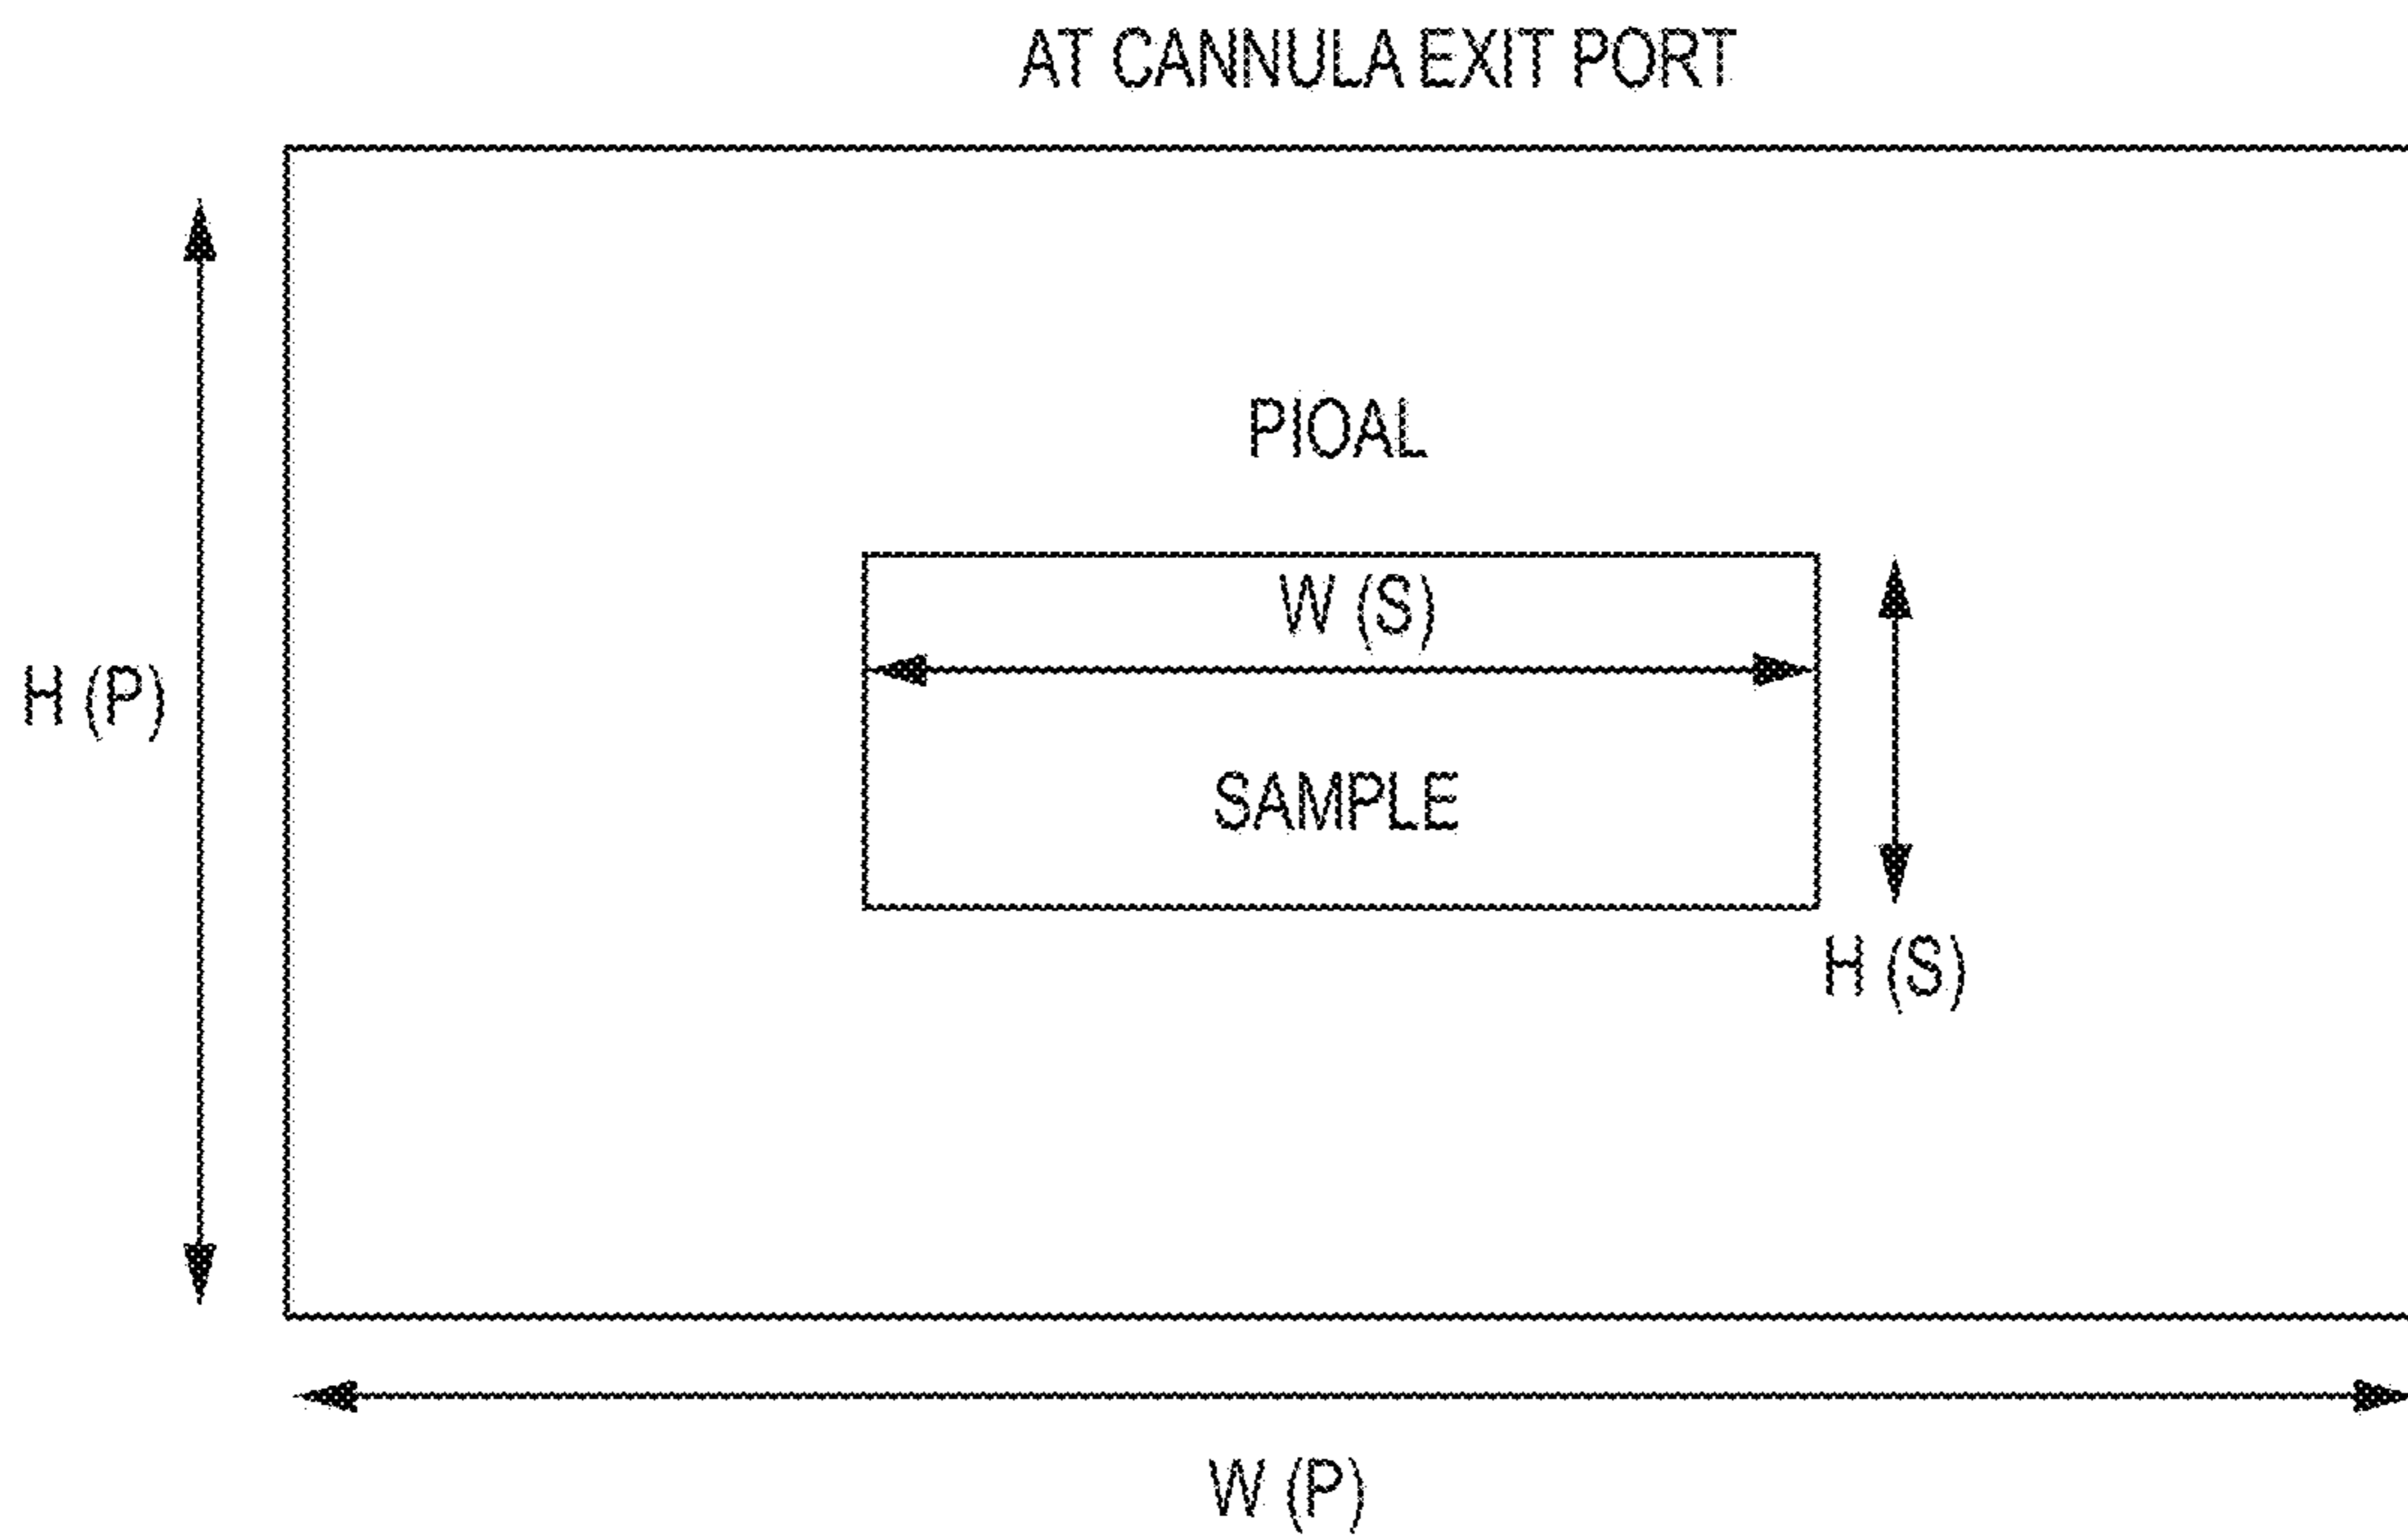 AT CANNULA EXIT PORT
PIOAL
W (S)
H (P)
SAMPLE
H (S)
W (P)